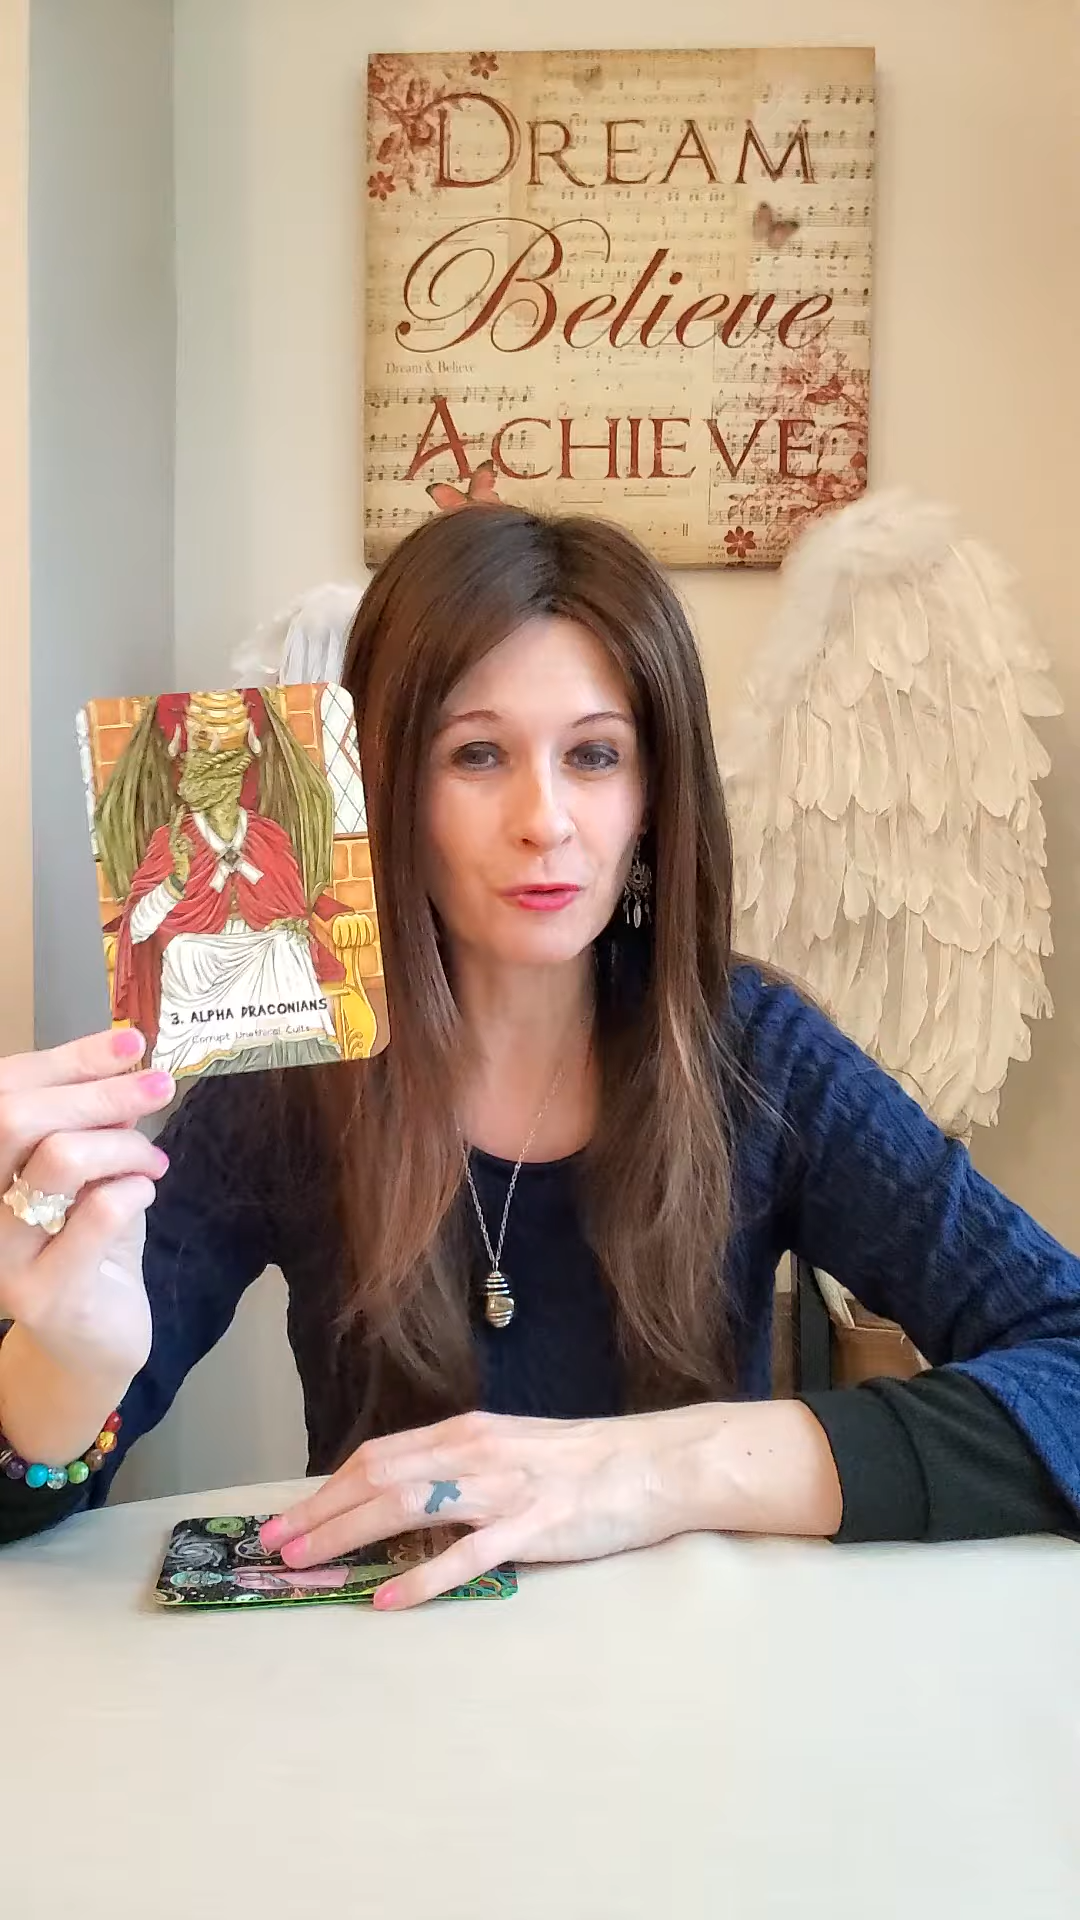 DREAM
Believe
Dream & Believe
ACHIEVE
3. ALPHA DRACONIANS
Corrupt Unethical Cults